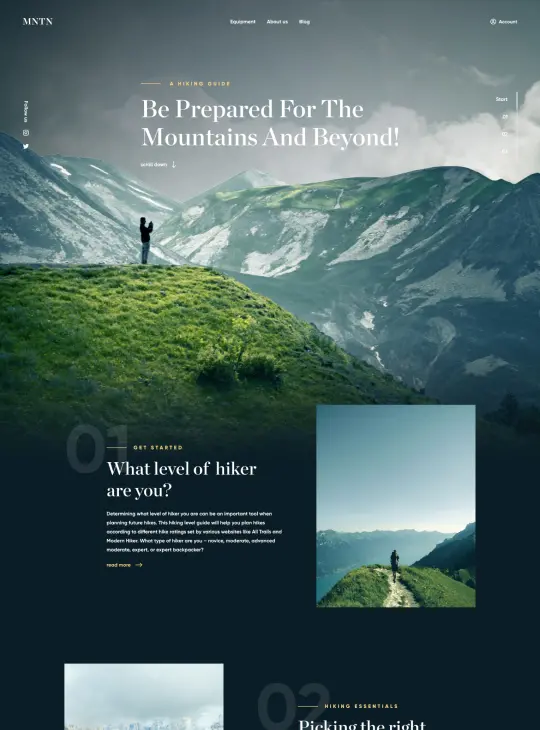 MNTN
Equipment
About us
Blog
Account
A HIKING GUIDE
Be Prepared For The
Mountains And Beyond!
scroll down
Follow us
Start
01
02
03
01
GET STARTED
What level of hiker
are you?
Determining what level of hiker you are can be an important tool when
planning future hikes. This hiking level guide will help you plan hikes
according to different hike ratings set by various websites like All Trails and
Modern Hiker. What type of hiker are you – novice, moderate, advanced
moderate, expert, or expert backpacker?
read more
02
HIKING ESSENTIALS
Picking the right